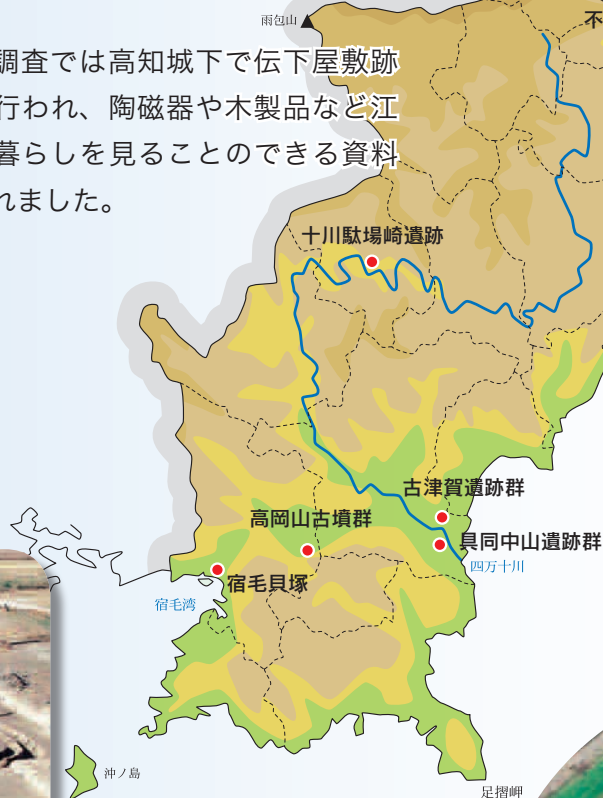 雨包山
不
調査では高知城下で伝下屋敷跡
行われ、陶磁器や木製品など江
暮らしを見ることのできる資料
れました。
十川駄場崎遺跡
古津賀遺跡群
高岡山古墳群
具同中山遺跡群
四万十川
宿毛貝塚
宿毛湾
沖ノ島
足摺岬